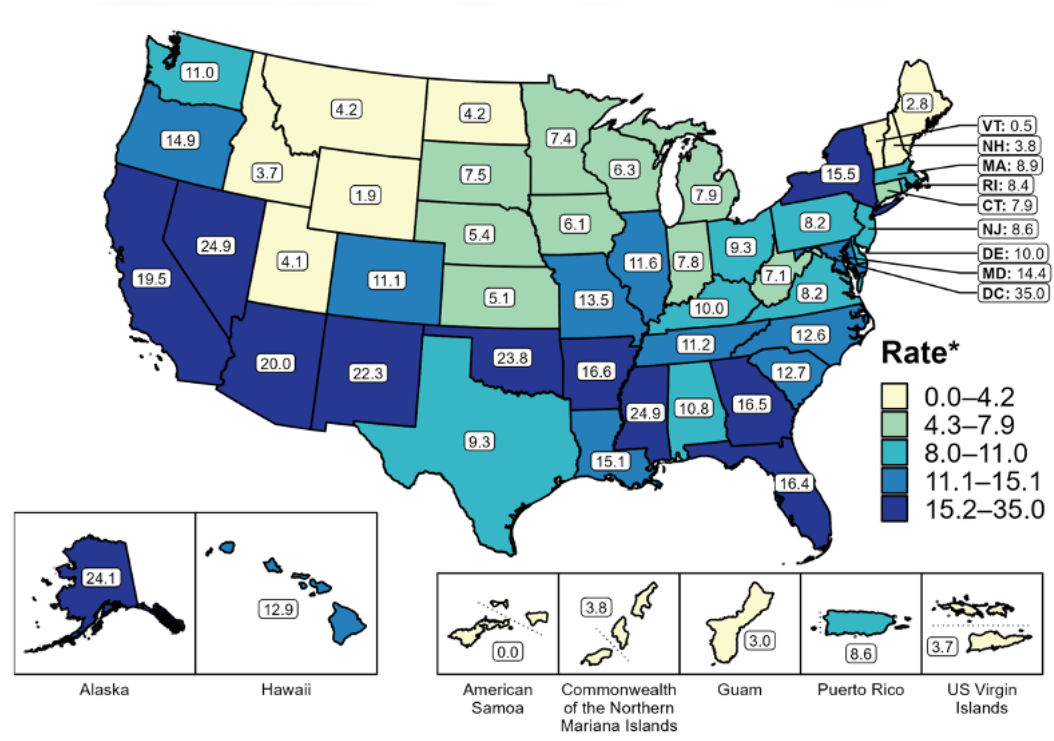 11.0
4.2
4.2
7.4
2.8
14.9
3.7
7.5
6.3
7.9
15.5
VT: 0.5
NH: 3.8
MA: 8.9
RI: 8.4
CT: 7.9
NJ: 8.6
DE: 10.0
MD: 14.4
DC: 35.0
1.9
5.4
6.1
8.2
24.9
4.1
11.1
11.6
7.8
9.3
7.1
19.5
5.1
13.5
10.0
8.2
20.0
22.3
23.8
16.6
11.2
12.6
12.7
9.3
15.1
24.9
10.8
16.5
16.4
Rate*
0.0–4.2
4.3–7.9
8.0–11.0
11.1–15.1
15.2–35.0
24.1
Alaska
12.9
Hawaii
0.0
American
Samoa
3.8
Commonwealth
of the Northern
Mariana Islands
3.0
Guam
8.6
Puerto Rico
3.7
US Virgin
Islands